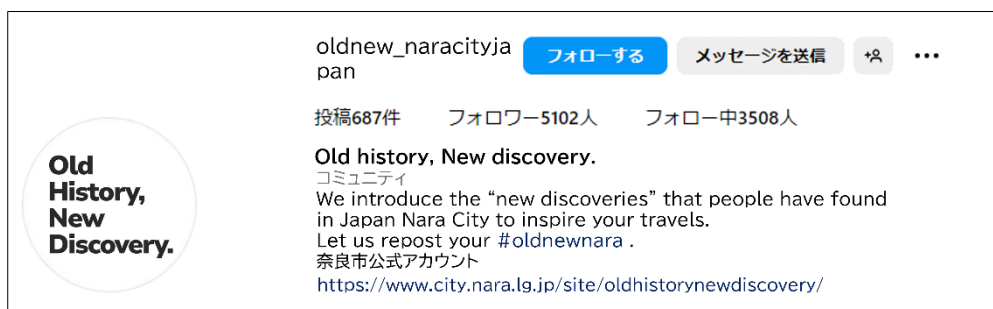 oldnew_naracityja
pan
フォローする
メッセージを送信
投稿687件 フォロワー5102人 フォロー中3508人
Old
History,
New
Discovery.
Old history, New discovery.
コミュニティ
We introduce the “new discoveries” that people have found
in Japan Nara City to inspire your travels.
Let us repost your #oldnewnara .
奈良市公式アカウント
https://www.city.nara.lg.jp/site/oldhistorynewdiscovery/